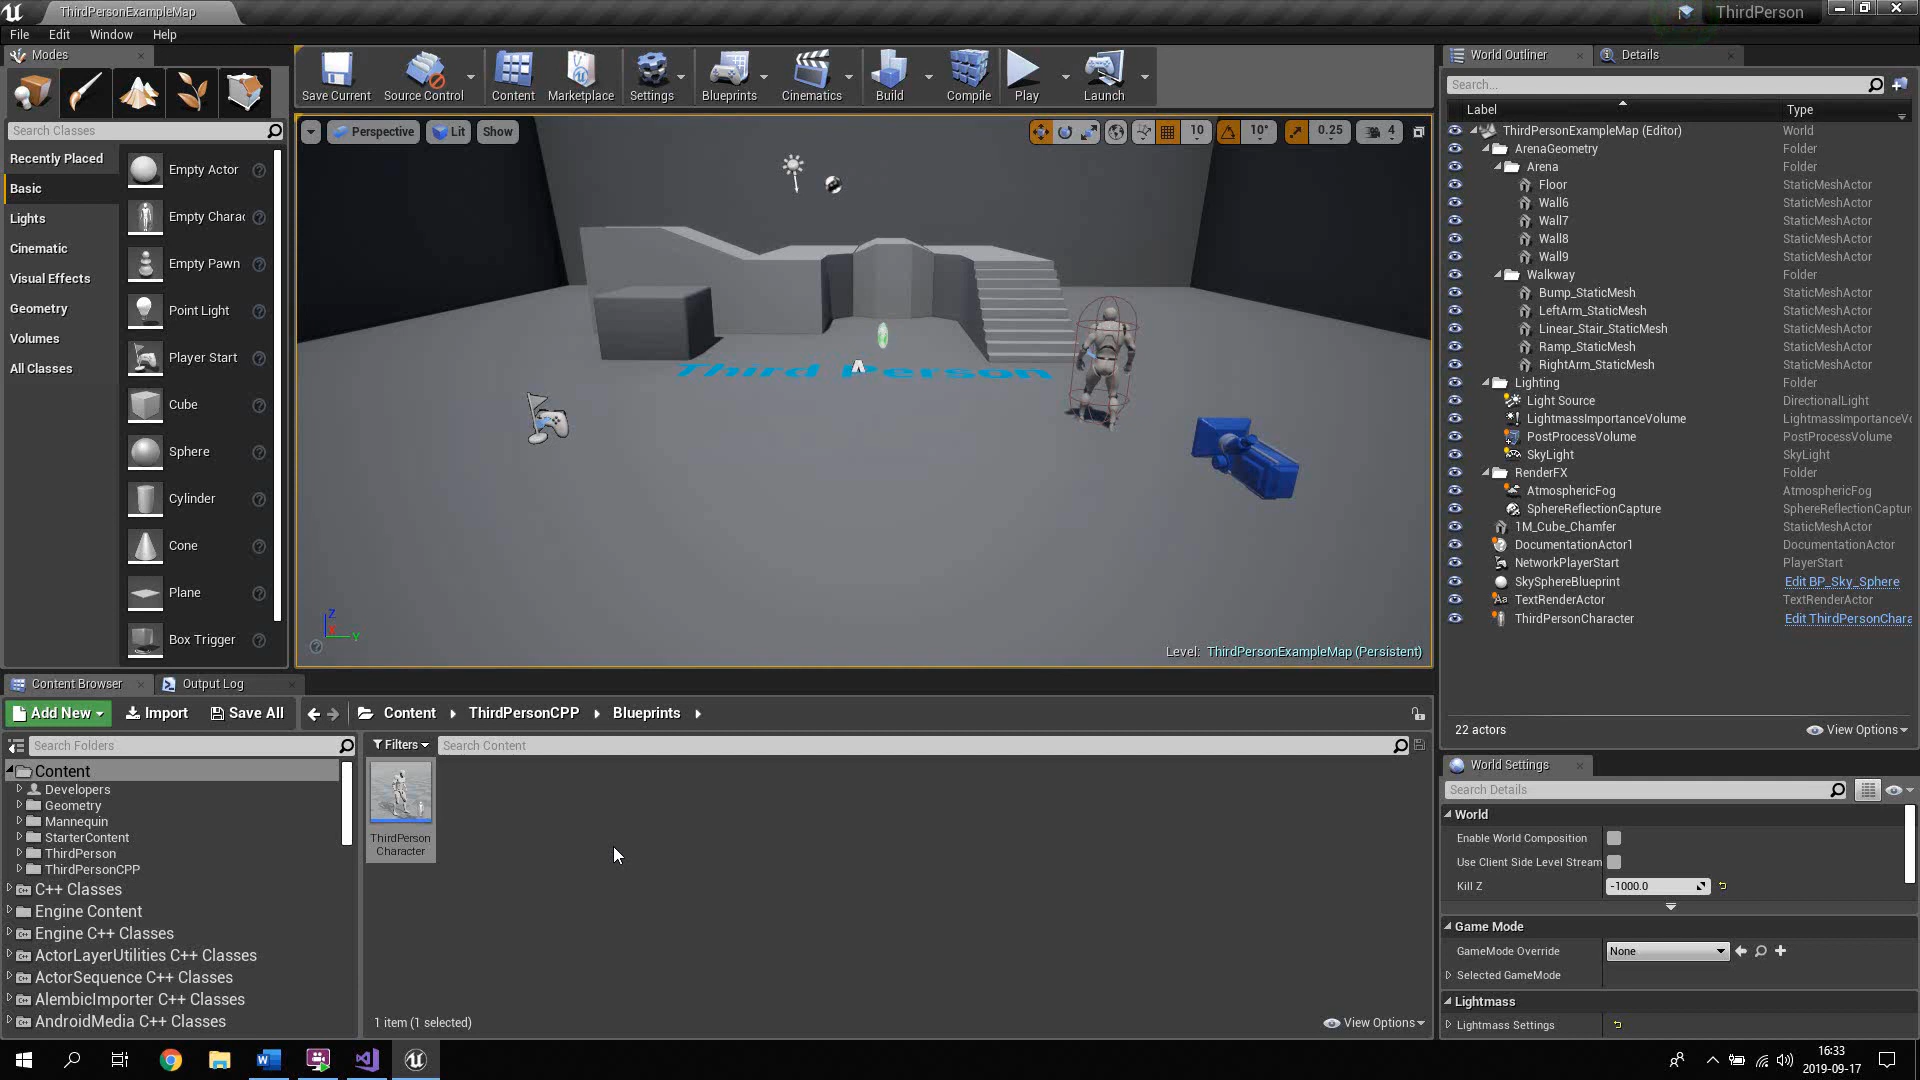 ThirdPersonExampleMap
ThirdPerson
File Edit Window Help
Modes
Search Classes
Recently Placed
Basic
Lights
Cinematic
Visual Effects
Geometry
Volumes
All Classes
Empty Actor
Empty Charac
Empty Pawn
Point Light
Player Start
Cube
Sphere
Cylinder
Cone
Plane
Box Trigger
Save Current Source Control Content Marketplace Settings Blueprints Cinematics Build Compile Play Launch
Perspective Lit Show
10 10° 0.25 4
Third Person
Z
X
Y
Level: ThirdPersonExampleMap (Persistent)
World Outliner Details
Search...
Label Type
ThirdPersonExampleMap (Editor) World
ArenaGeometry Folder
Arena Folder
Floor StaticMeshActor
Wall6 StaticMeshActor
Wall7 StaticMeshActor
Wall8 StaticMeshActor
Wall9 StaticMeshActor
Walkway Folder
Bump_StaticMesh StaticMeshActor
LeftArm_StaticMesh StaticMeshActor
Linear_Stair_StaticMesh StaticMeshActor
Ramp_StaticMesh StaticMeshActor
RightArm_StaticMesh StaticMeshActor
Lighting Folder
Light Source DirectionalLight
LightmassImportanceVolume LightmassImportanceVo
PostProcessVolume PostProcessVolume
SkyLight SkyLight
RenderFX Folder
AtmosphericFog AtmosphericFog
SphereReflectionCapture SphereReflectionCaptur
1M_Cube_Chamfer StaticMeshActor
DocumentationActor1 DocumentationActor
NetworkPlayerStart PlayerStart
SkySphereBlueprint Edit BP_Sky_Sphere
TextRenderActor TextRenderActor
ThirdPersonCharacter Edit ThirdPersonChara
22 actors View Options
Content Browser Output Log
Add New Import Save All Content ThirdPersonCPP Blueprints
Search Folders
Filters Search Content
Content
Developers
Geometry
Mannequin
StarterContent
ThirdPerson
ThirdPersonCPP
C++ Classes
Engine Content
Engine C++ Classes
ActorLayerUtilities C++ Classes
ActorSequence C++ Classes
AlembicImporter C++ Classes
AndroidMedia C++ Classes
ThirdPerson
Character
1 item (1 selected) View Options
World Settings
Search Details
World
Enable World Composition
Use Client Side Level Stream
Kill Z -1000.0
Game Mode
GameMode Override None
Selected GameMode
Lightmass
Lightmass Settings
16:33
2019-09-17